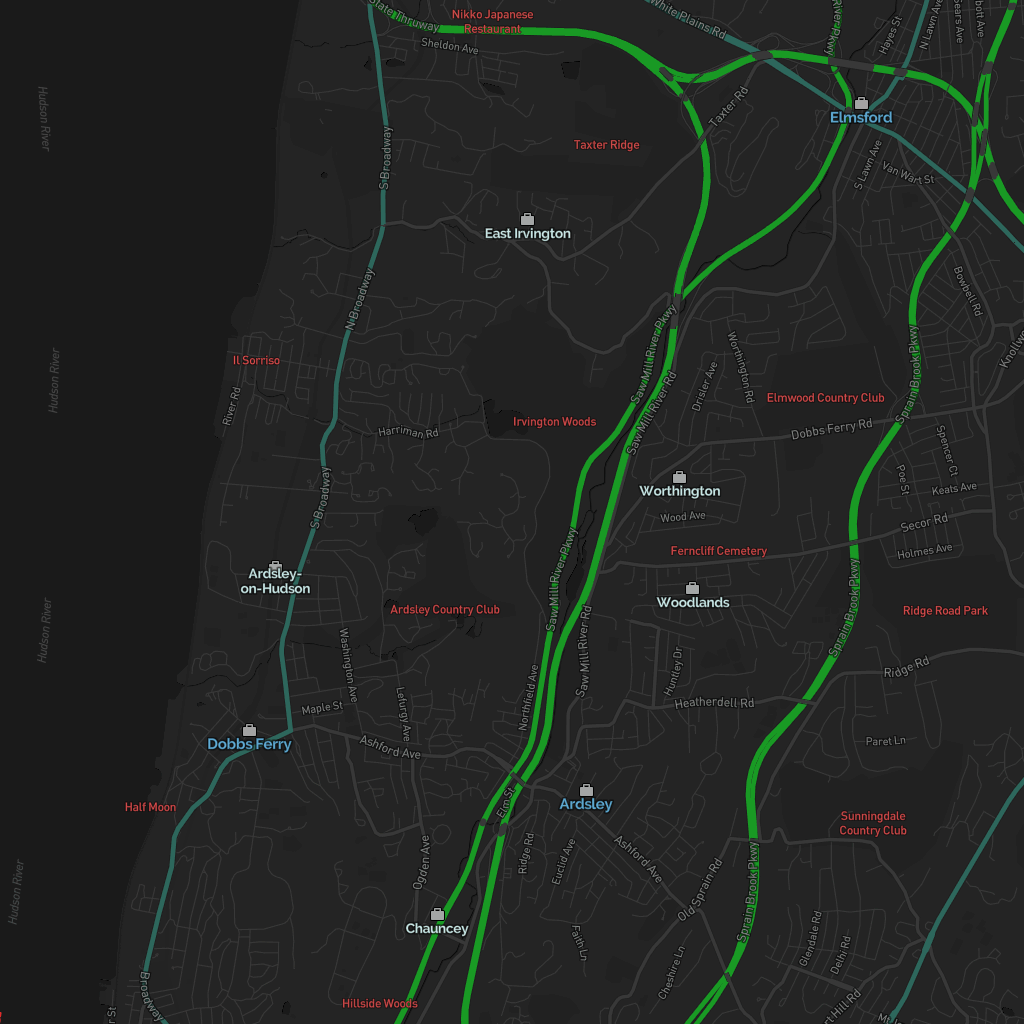 State Thruway
Nikko Japanese
Restaurant
White Plains Rd
Hayes St
N Lawn Ave
Sears Ave
Sheldon Ave
Hudson River
Taxter Rd
Elmsford
S Broadway
Taxter Ridge
S Lawn Ave
Van Wart St
East Irvington
N Broadway
Bowbell Rd
Hudson River
Il Sorriso
River Rd
Saw Mill River Pkwy
Saw Mill River Rd
Drisler Ave
Worthington Rd
Sprain Brook Pkwy
Elmwood Country Club
Harriman Rd
Irvington Woods
Dobbs Ferry Rd
Spencer Ct
Poe St
Keats Ave
Worthington
S Broadway
Wood Ave
Secor Rd
Holmes Ave
Ferncliff Cemetery
Saw Mill River Pkwy
Ardsley-
on-Hudson
Woodlands
Sprain Brook Pkwy
Ardsley Country Club
Ridge Road Park
Hudson River
Washington Ave
Saw Mill River Rd
Huntley Dr
Ridge Rd
Lefurgy Ave
Northfield Ave
Maple St
Heatherdell Rd
Dobbs Ferry
Ashford Ave
Paret Ln
Elm St
Ardsley
Half Moon
Sunningdale
Country Club
Ridge Rd
Euclid Ave
Ashford Ave
Ogden Ave
Old Sprain Rd
Sprain Brook Pkwy
Hudson River
Chauncey
Faith Ln
Cheshire Ln
Glendale Rd
Delhi Rd
Broadway
Hillside Woods